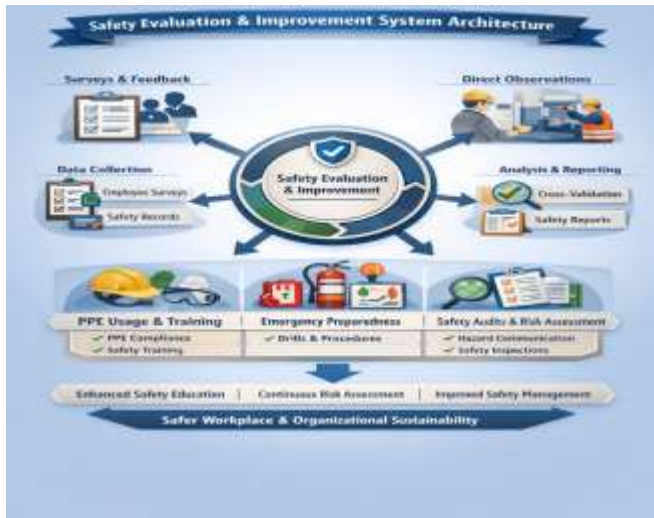 Safety Evaluation & Improvement System Architecture
Surveys & Feedback
Direct Observations
Safety Evaluation
& Improvement
Data Collection
Employee Surveys
Safety Records
Analysis & Reporting
Cross-Validation
Safety Reports
PPE Usage & Training
✓ PPE Compliance
✓ Safety Training
Emergency Preparedness
✓ Drills & Procedures
Safety Audits & Risk Assessment
✓ Hazard Communication
✓ Safety Inspections
Enhanced Safety Education | Continuous Risk Assessment | Improved Safety Management
Safer Workplace & Organizational Sustainability